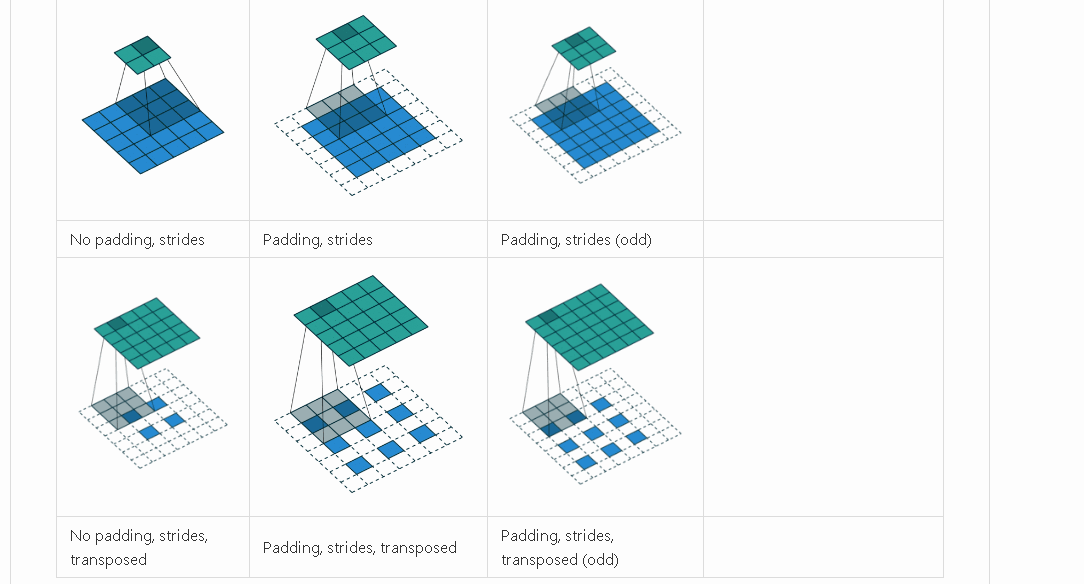 No padding, strides
Padding, strides
Padding, strides (odd)
No padding, strides,
transposed
Padding, strides, transposed
Padding, strides,
transposed (odd)